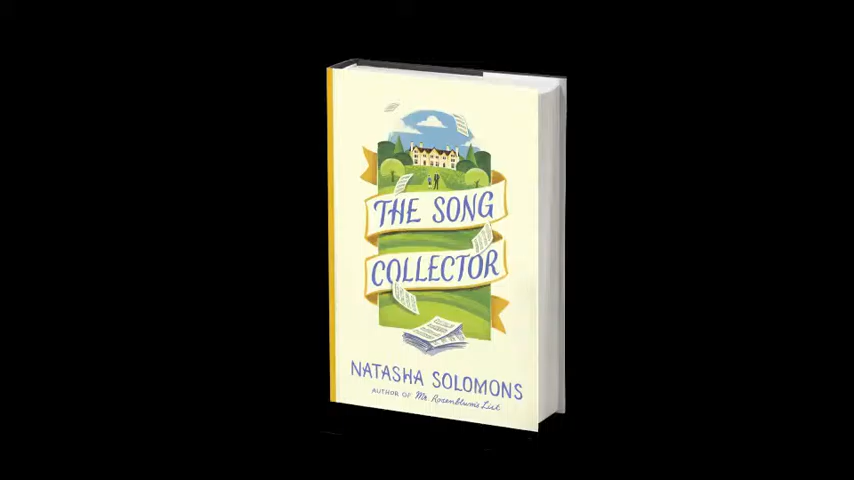 THE SONG
COLLECTOR
NATASHA SOLOMONS
AUTHOR OF Mr. Rosenblum's List